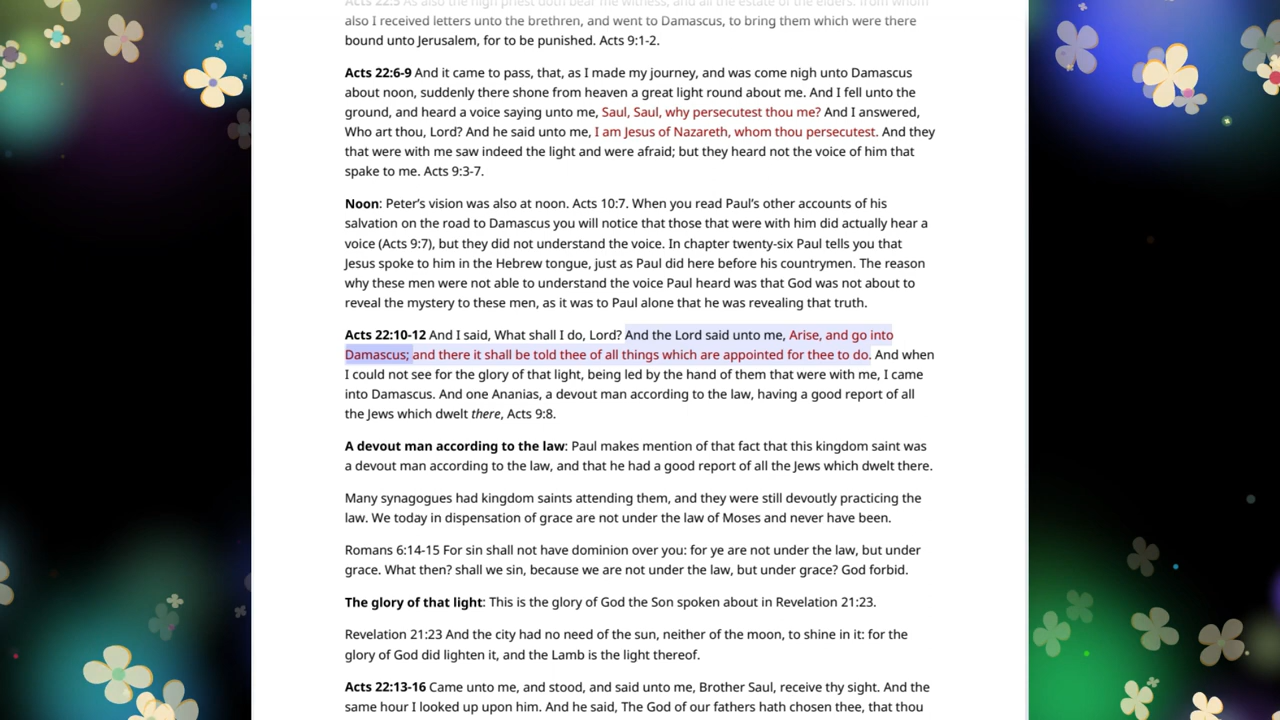 Acts 22:5 As also the high priest doth bear me witness, and all the estate of the elders: from whom
also I received letters unto the brethren, and went to Damascus, to bring them which were there
bound unto Jerusalem, for to be punished. Acts 9:1-2.
Acts 22:6-9 And it came to pass, that, as I made my journey, and was come nigh unto Damascus
about noon, suddenly there shone from heaven a great light round about me. And I fell unto the
ground, and heard a voice saying unto me, Saul, Saul, why persecutest thou me? And I answered,
Who art thou, Lord? And he said unto me, I am Jesus of Nazareth, whom thou persecutest. And they
that were with me saw indeed the light and were afraid; but they heard not the voice of him that
spake to me. Acts 9:3-7.
Noon: Peter’s vision was also at noon. Acts 10:7. When you read Paul’s other accounts of his
salvation on the road to Damascus you will notice that those that were with him did actually hear a
voice (Acts 9:7), but they did not understand the voice. In chapter twenty-six Paul tells you that
Jesus spoke to him in the Hebrew tongue, just as Paul did here before his countrymen. The reason
why these men were not able to understand the voice Paul heard was that God was not about to
reveal the mystery to these men, as it was to Paul alone that he was revealing that truth.
Acts 22:10-12 And I said, What shall I do, Lord? And the Lord said unto me, Arise, and go into
Damascus; and there it shall be told thee of all things which are appointed for thee to do. And when
I could not see for the glory of that light, being led by the hand of them that were with me, I came
into Damascus. And one Ananias, a devout man according to the law, having a good report of all
the Jews which dwelt there, Acts 9:8.
A devout man according to the law: Paul makes mention of that fact that this kingdom saint was
a devout man according to the law, and that he had a good report of all the Jews which dwelt there.
Many synagogues had kingdom saints attending them, and they were still devoutly practicing the
law. We today in dispensation of grace are not under the law of Moses and never have been.
Romans 6:14-15 For sin shall not have dominion over you: for ye are not under the law, but under
grace. What then? shall we sin, because we are not under the law, but under grace? God forbid.
The glory of that light: This is the glory of God the Son spoken about in Revelation 21:23.
Revelation 21:23 And the city had no need of the sun, neither of the moon, to shine in it: for the
glory of God did lighten it, and the Lamb is the light thereof.
Acts 22:13-16 Came unto me, and stood, and said unto me, Brother Saul, receive thy sight. And the
same hour I looked up upon him. And he said, The God of our fathers hath chosen thee, that thou